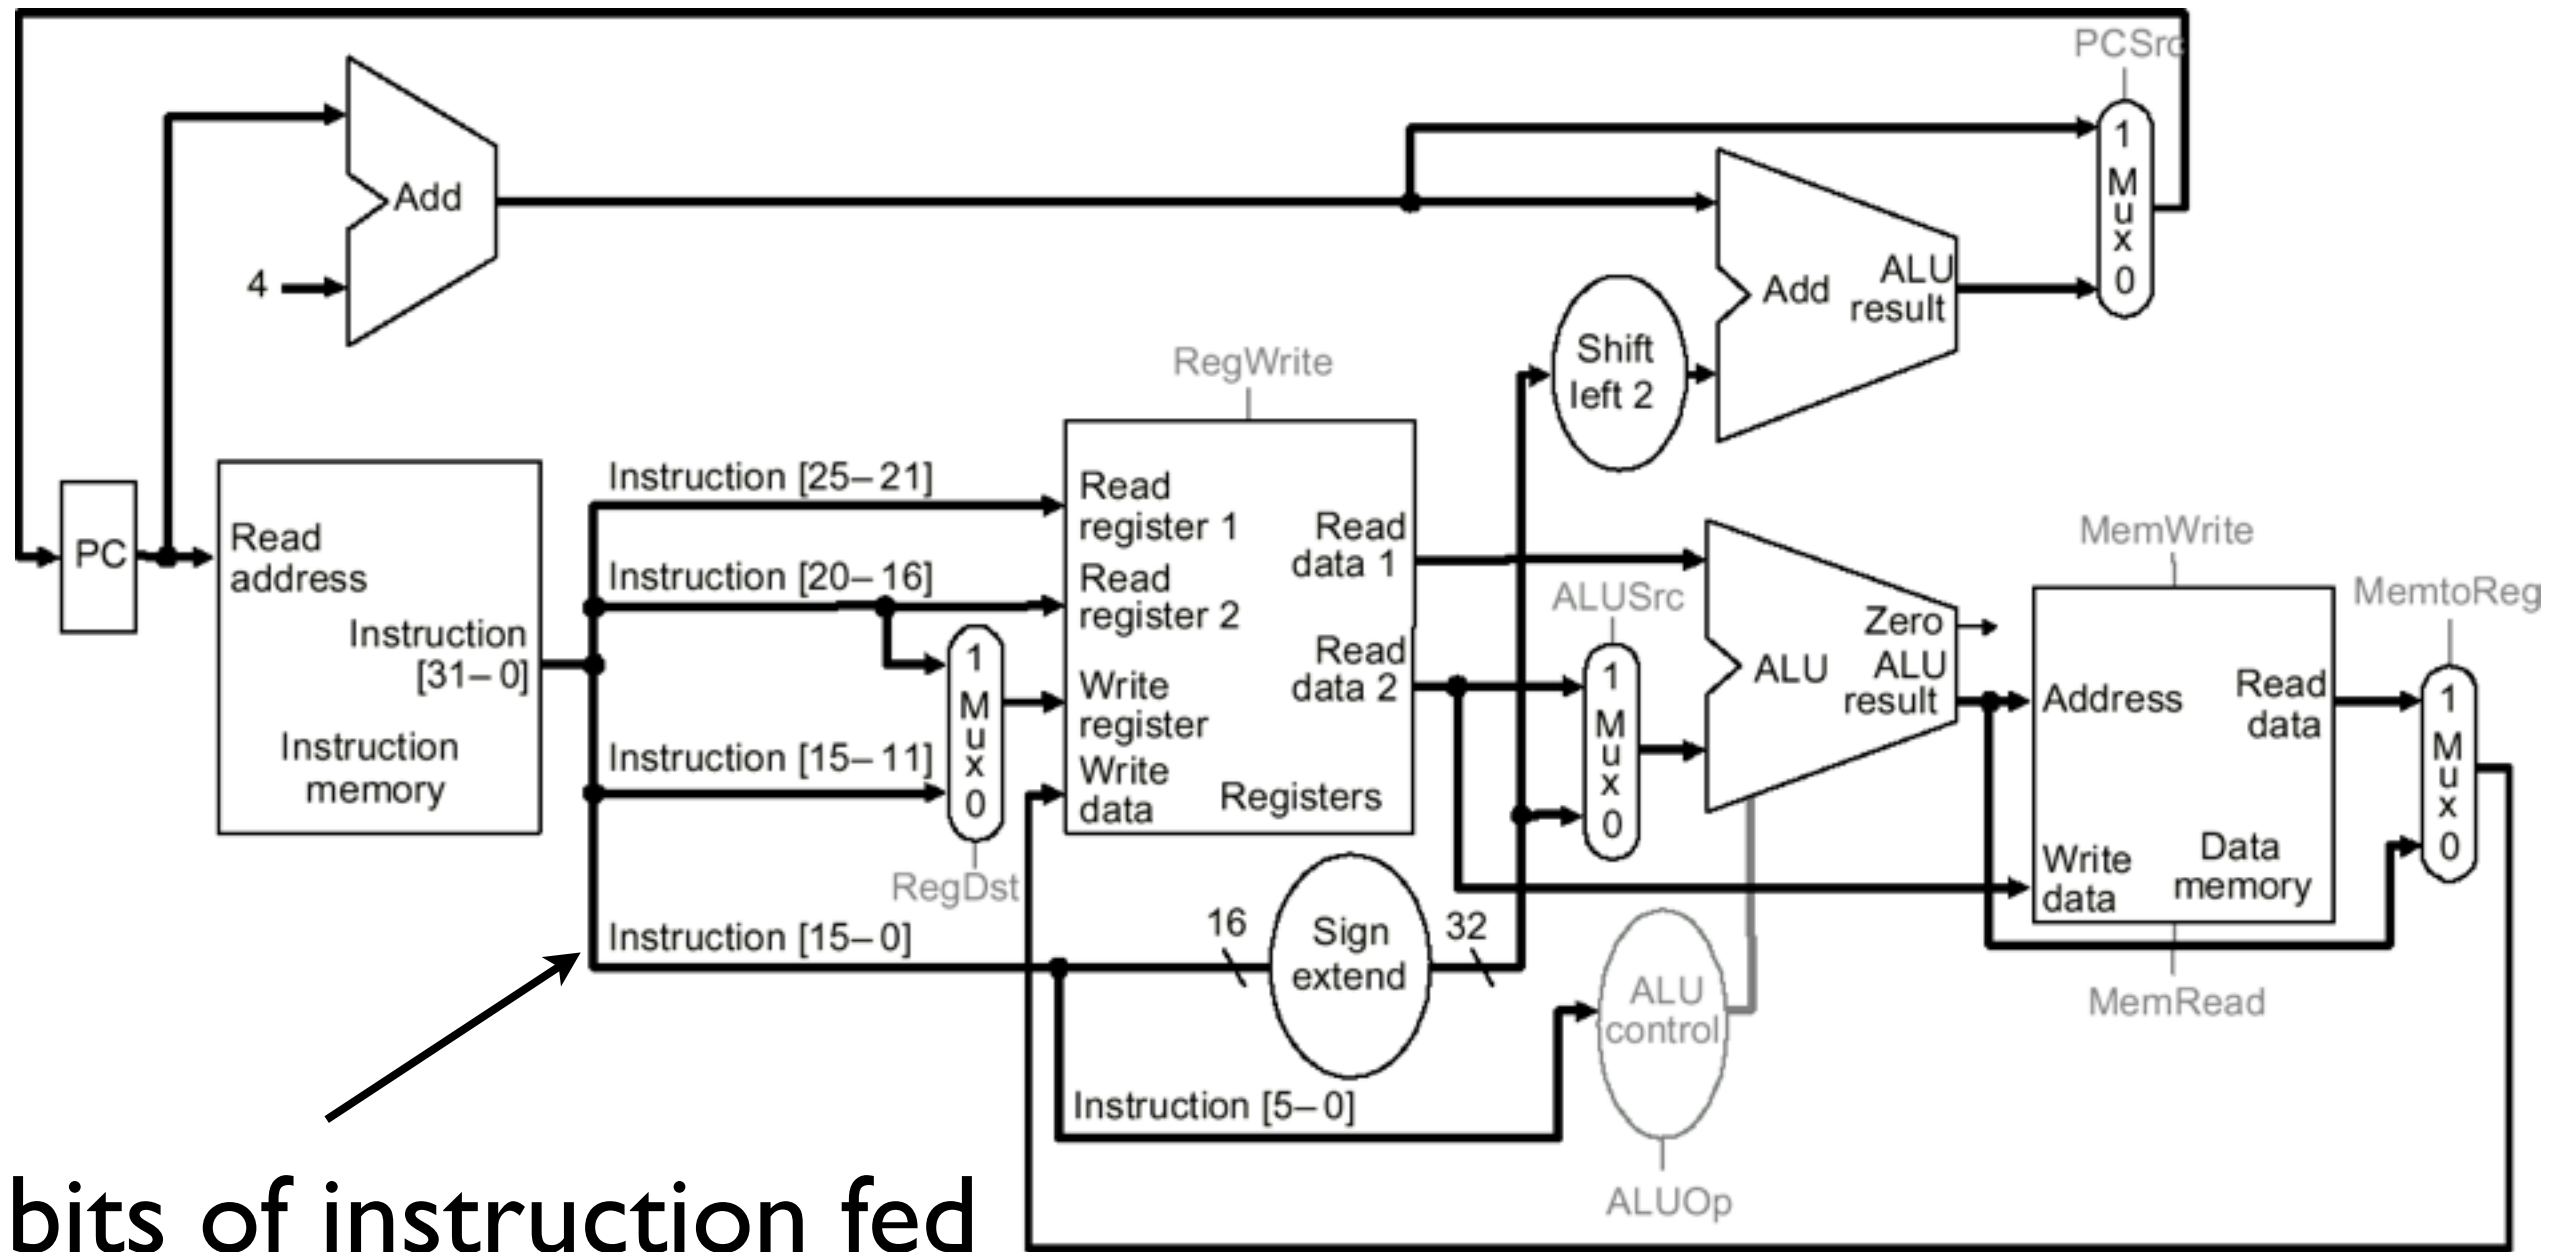 PCSrc
1
M
u
x
0
Add
4
Add
ALU
result
Shift
left 2
RegWrite
PC
Read
address
Instruction
[31–0]
Instruction
memory
Instruction [25–21]
Instruction [20–16]
Instruction [15–11]
Instruction [15–0]
1
M
u
x
0
RegDst
Read
register 1
Read
register 2
Write
register
Write
data
Read
data 1
Read
data 2
Registers
16
Sign
extend
32
Instruction [5–0]
ALUSrc
1
M
u
x
0
Zero
ALU
ALU
result
ALU
control
ALUOp
MemWrite
Address
Read
data
Write
data
Data
memory
MemRead
MemtoReg
1
M
u
x
0
bits of instruction fed